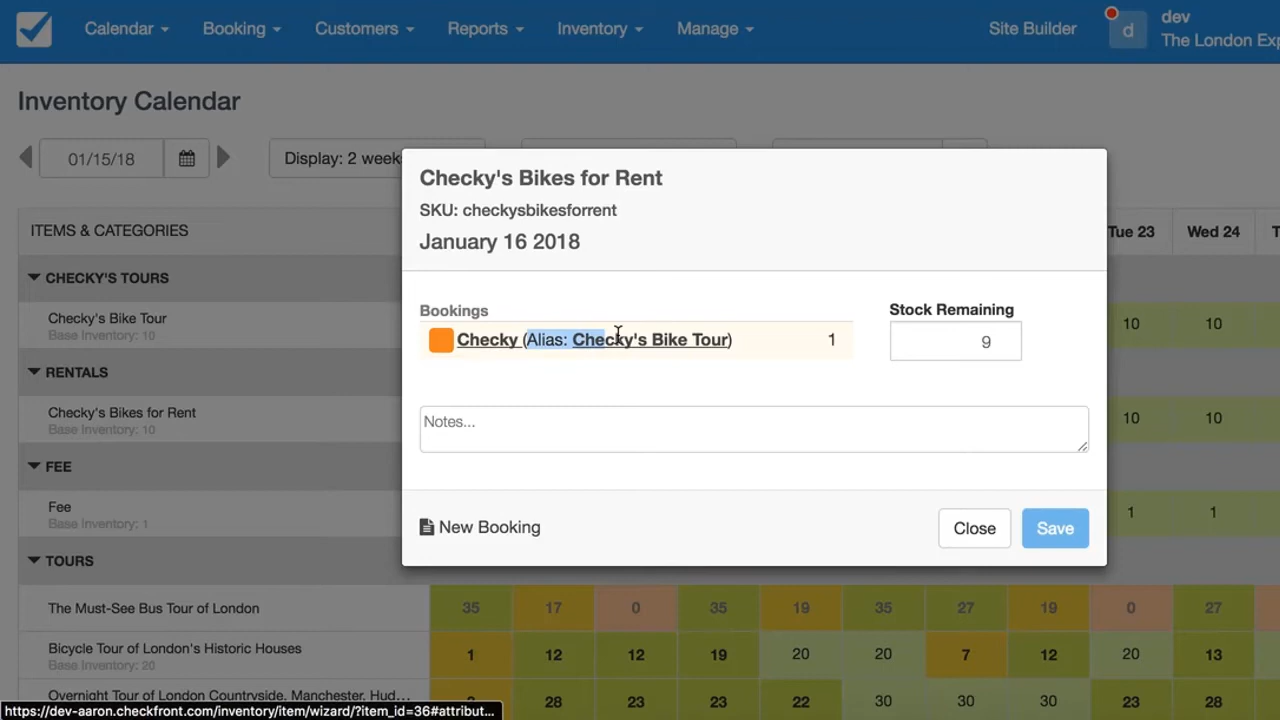 Calendar
Booking
Customers
Reports
Inventory
Manage
Site Builder
d
dev
The London Exp
Inventory Calendar
01/15/18
Display: 2 week
ITEMS & CATEGORIES
Tue 23
Wed 24
T
CHECKY'S TOURS
Checky's Bike Tour
Base Inventory: 10
10
10
RENTALS
Checky's Bikes for Rent
Base Inventory: 10
10
10
FEE
Fee
Base Inventory: 1
1
1
TOURS
The Must-See Bus Tour of London
35 17 0 35 19 35 27 19 0 27
Bicycle Tour of London's Historic Houses
Base Inventory: 20
1 12 12 19 20 20 7 12 20 13
Overnight Tour of London Countryside, Manchester, Hud...
28 23 22 30 30 30 23 28
Checky's Bikes for Rent
SKU: checkysbikesforrent
January 16 2018
Bookings
Stock Remaining
Checky (Alias: Checky's Bike Tour)
1
9
Notes...
New Booking
Close
Save
https://dev-aaron.checkfront.com/inventory/item/wizard/?item_id=36#attribut...